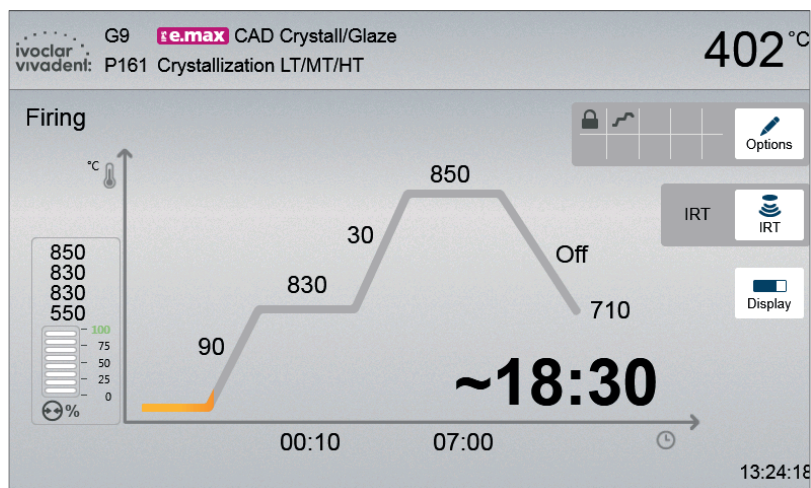 ivoclar vivadent:
G9 IPS e.max CAD Crystall/Glaze
P161 Crystallization LT/MT/HT
402°C
Firing
Options
IRT
IRT
Display
°C
850
830
830
550
100
75
50
25
0
%
90
830
30
850
Off
710
~18:30
00:10
07:00
13:24:18